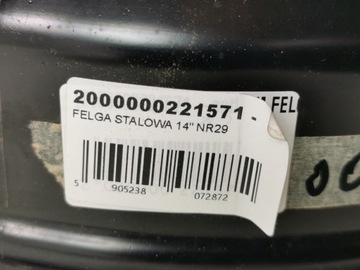 2000000221571 -
FELGA STALOWA 14" NR29
5 905238 072872